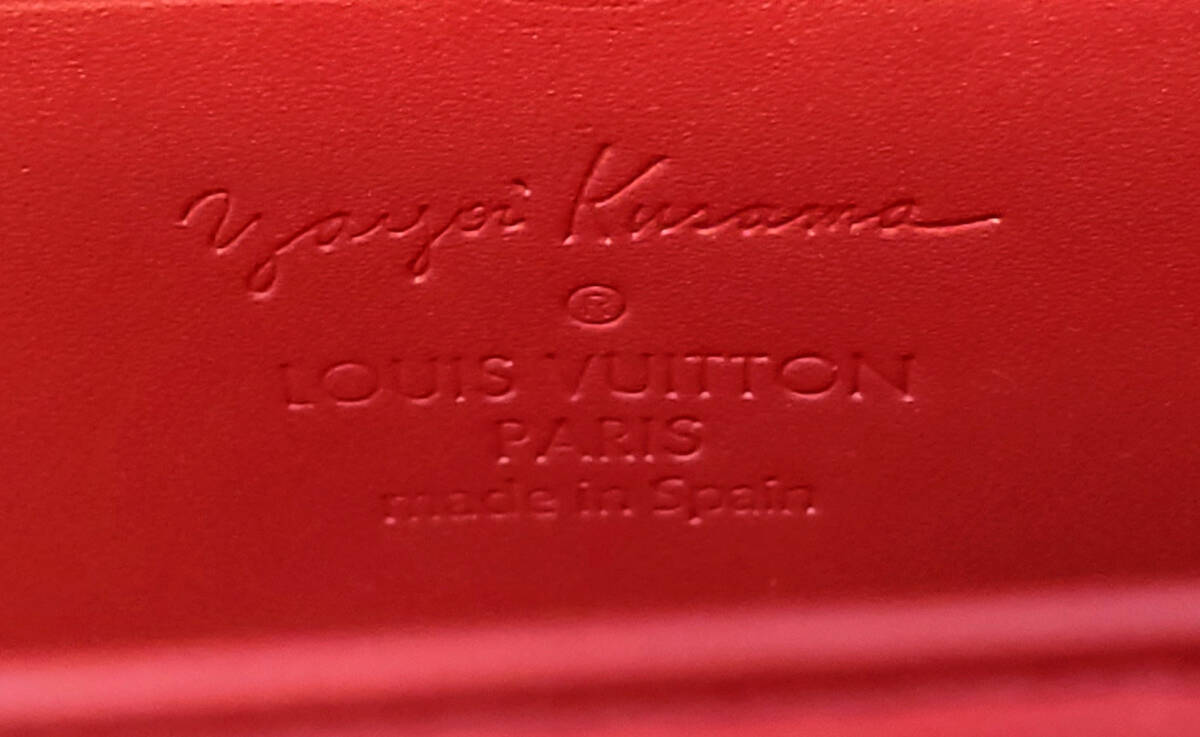 Yayoi Kusama
®
LOUIS VUITTON
PARIS
made in Spain